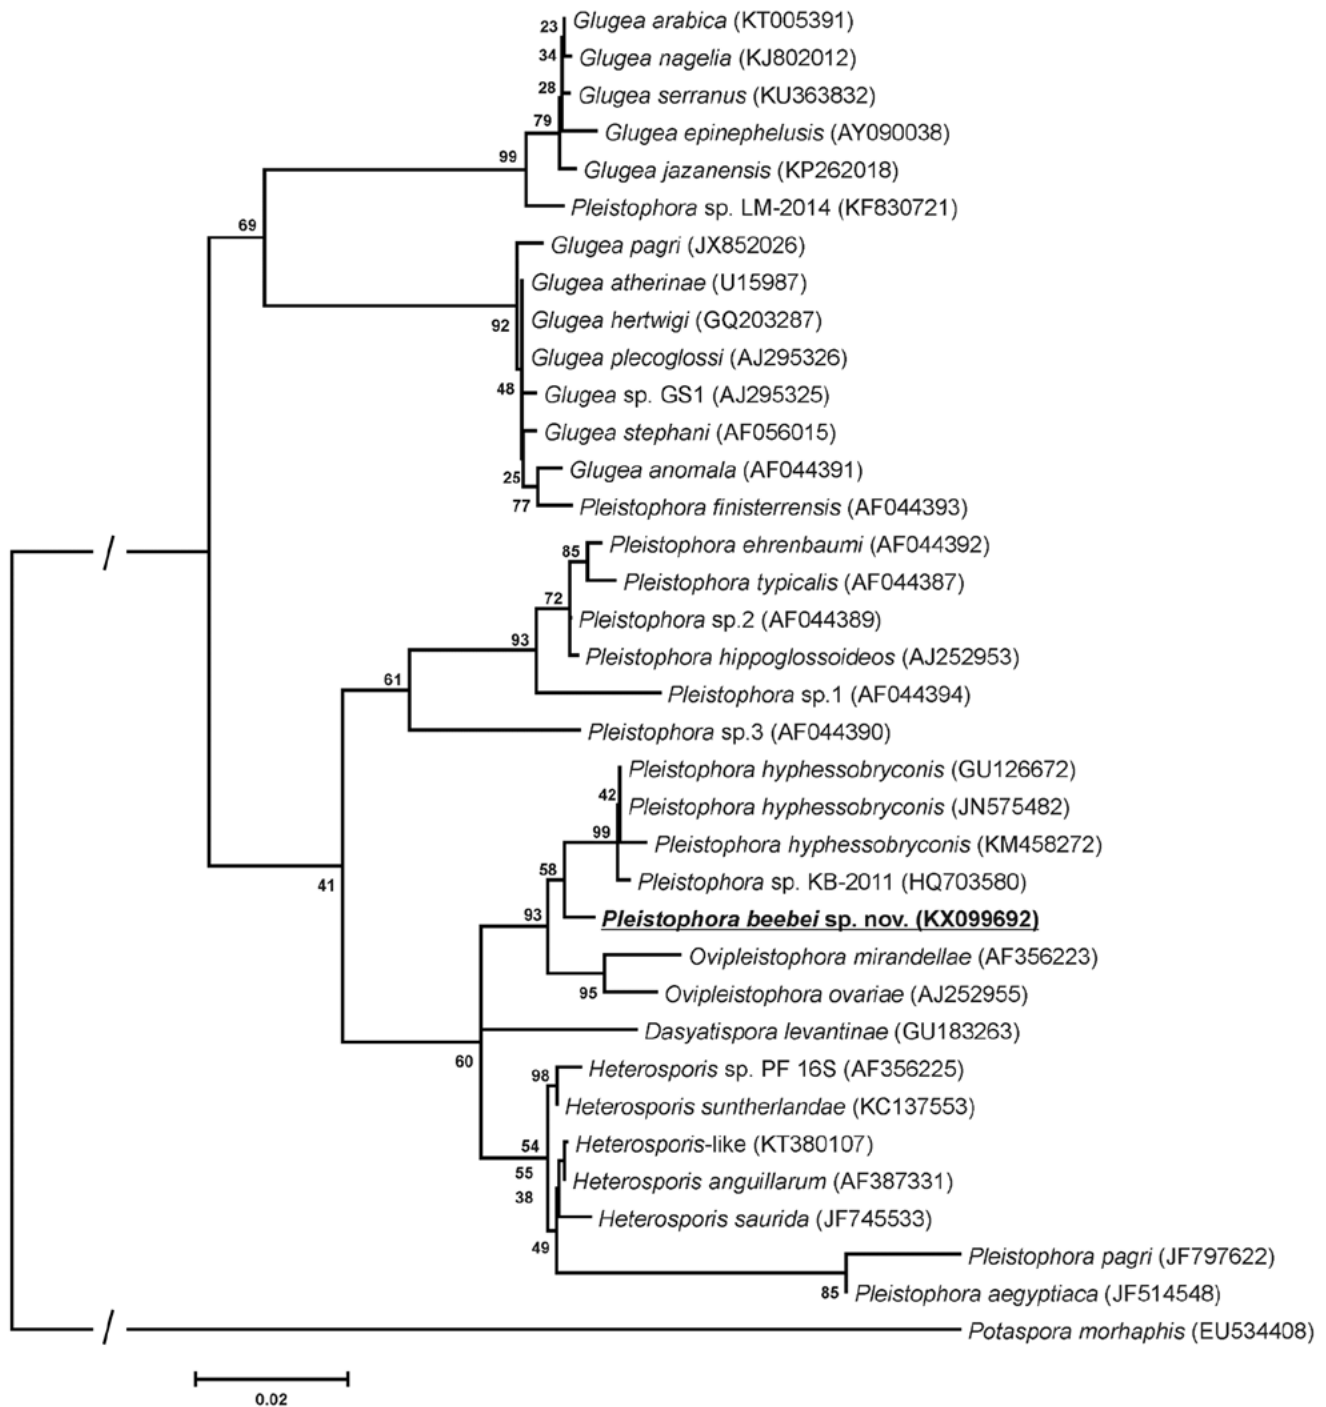 23
Glugea arabica (KT005391)
34
Glugea nagelia (KJ802012)
28
Glugea serranus (KU363832)
79
Glugea epinephelusis (AY090038)
99
Glugea jazanensis (KP262018)
Pleistophora sp. LM-2014 (KF830721)
69
Glugea pagri (JX852026)
Glugea atherinae (U15987)
92
Glugea hertwigi (GQ203287)
Glugea plecoglossi (AJ295326)
48
Glugea sp. GS1 (AJ295325)
Glugea stephani (AF056015)
25
Glugea anomala (AF044391)
77
Pleistophora finisterrensis (AF044393)
85
Pleistophora ehrenbaumi (AF044392)
Pleistophora typicalis (AF044387)
72
Pleistophora sp.2 (AF044389)
93
Pleistophora hippoglossoideos (AJ252953)
61
Pleistophora sp.1 (AF044394)
Pleistophora sp.3 (AF044390)
Pleistophora hyphessobryconis (GU126672)
42
Pleistophora hyphessobryconis (JN575482)
99
Pleistophora hyphessobryconis (KM458272)
58
Pleistophora sp. KB-2011 (HQ703580)
41
93
Pleistophora beebei sp. nov. (KX099692)
Ovipleistophora mirandellae (AF356223)
95
Ovipleistophora ovariae (AJ252955)
Dasyatispora levantinae (GU183263)
60
98
Heterosporis sp. PF 16S (AF356225)
Heterosporis suntherlandae (KC137553)
54
Heterosporis-like (KT380107)
55
Heterosporis anguillarum (AF387331)
38
Heterosporis saurida (JF745533)
49
Pleistophora pagri (JF797622)
85
Pleistophora aegyptiaca (JF514548)
Potaspora morhaphis (EU534408)
0.02